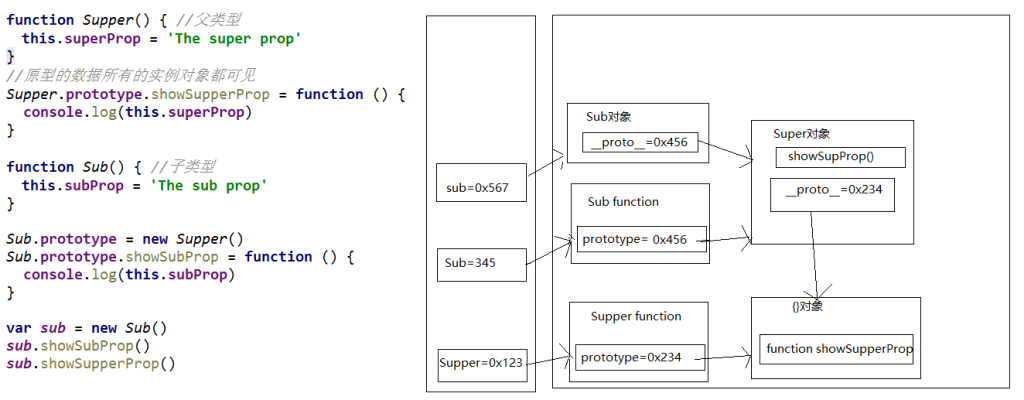 function Supper() { //父类型
this.superProp = 'The super prop'
}
//原型的数据所有的实例对象都可见
Supper.prototype.showSupperProp = function () {
console.log(this.superProp)
}
function Sub() { //子类型
this.subProp = 'The sub prop'
}
Sub.prototype = new Supper()
Sub.prototype.showSubProp = function () {
console.log(this.subProp)
}
var sub = new Sub()
sub.showSubProp()
sub.showSupperProp()
sub=0x567
Sub=345
Supper=0x123
Sub对象
__proto__=0x456
Sub function
prototype= 0x456
Supper function
prototype=0x234
Super对象
showSupProp()
__proto__=0x234
{}对象
function showSupperProp